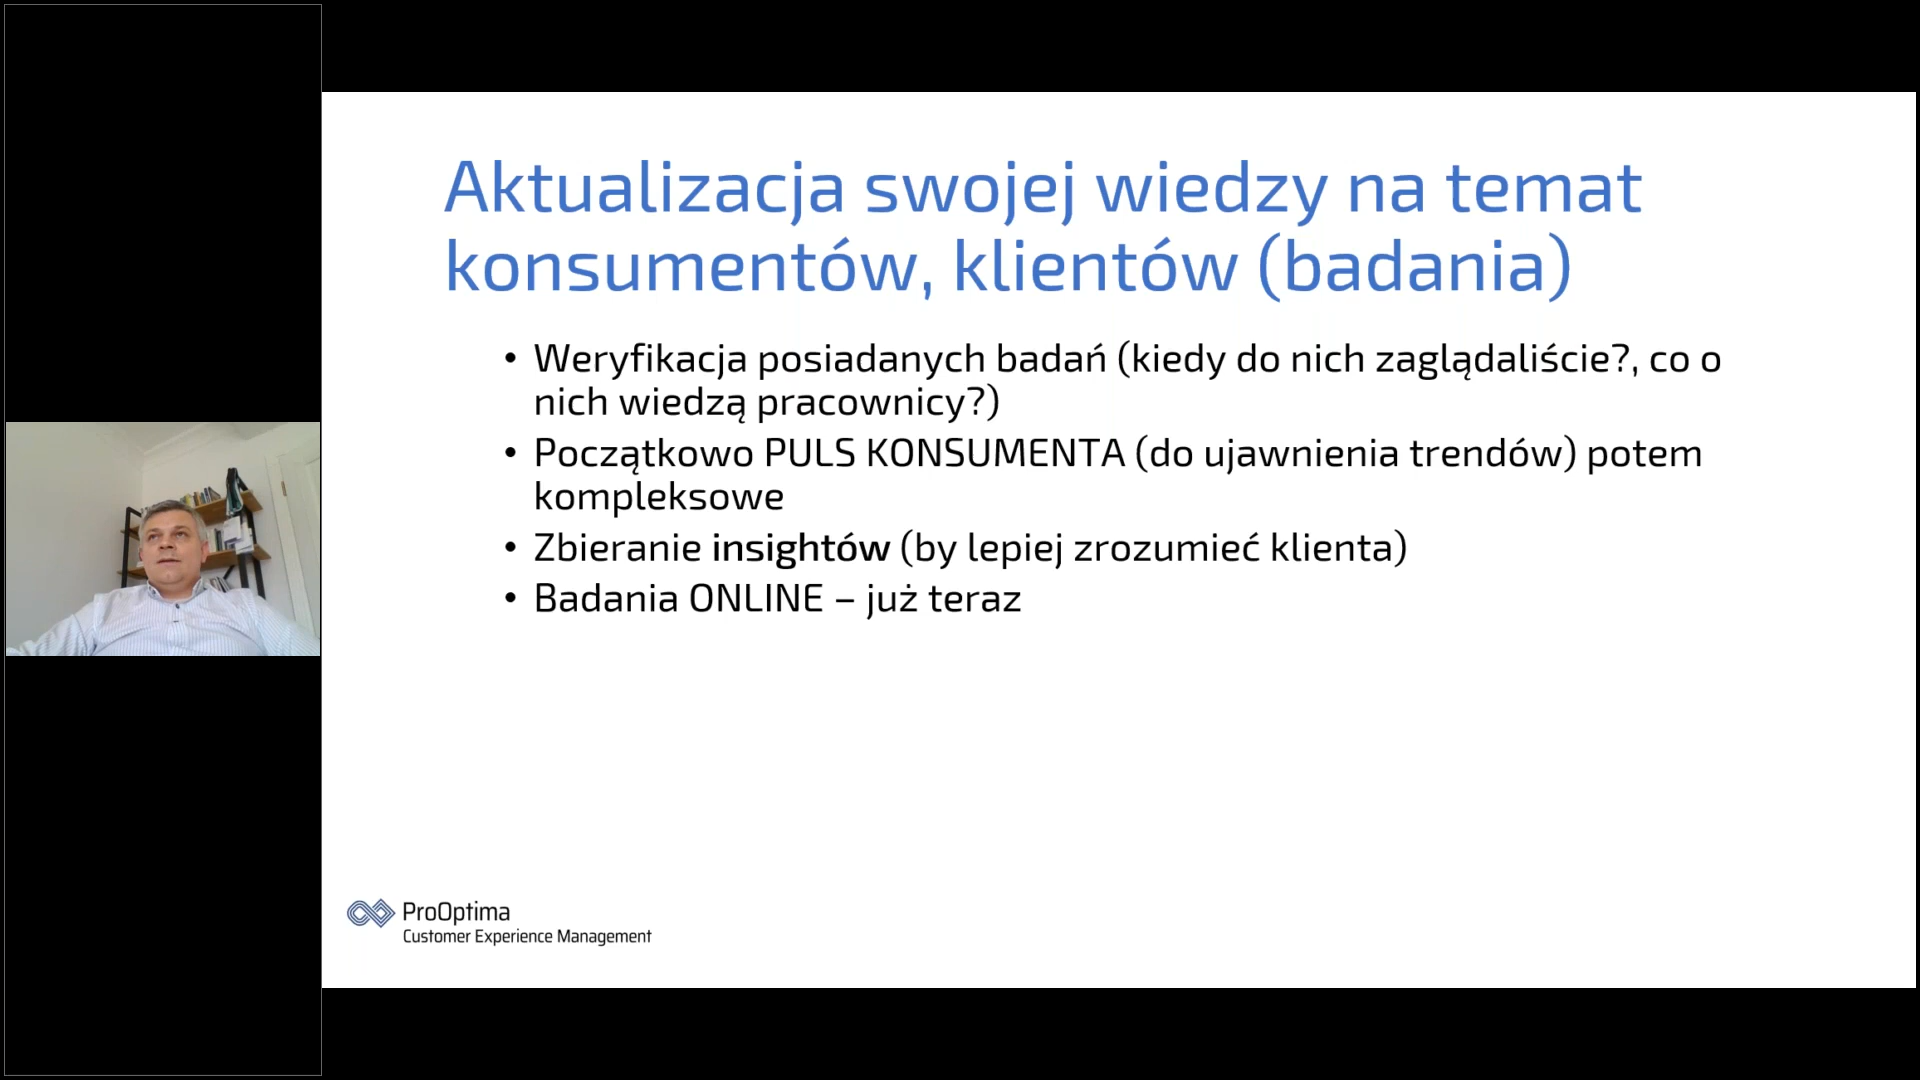 Aktualizacja swojej wiedzy na temat
konsumentów, klientów (badania)
• Weryfikacja posiadanych badań (kiedy do nich zaglądaliście?, co o
nich wiedzą pracownicy?)
• Początkowo PULS KONSUMENTA (do ujawnienia trendów) potem
kompleksowe
• Zbieranie insightów (by lepiej zrozumieć klienta)
• Badania ONLINE – już teraz
ProOptima
Customer Experience Management